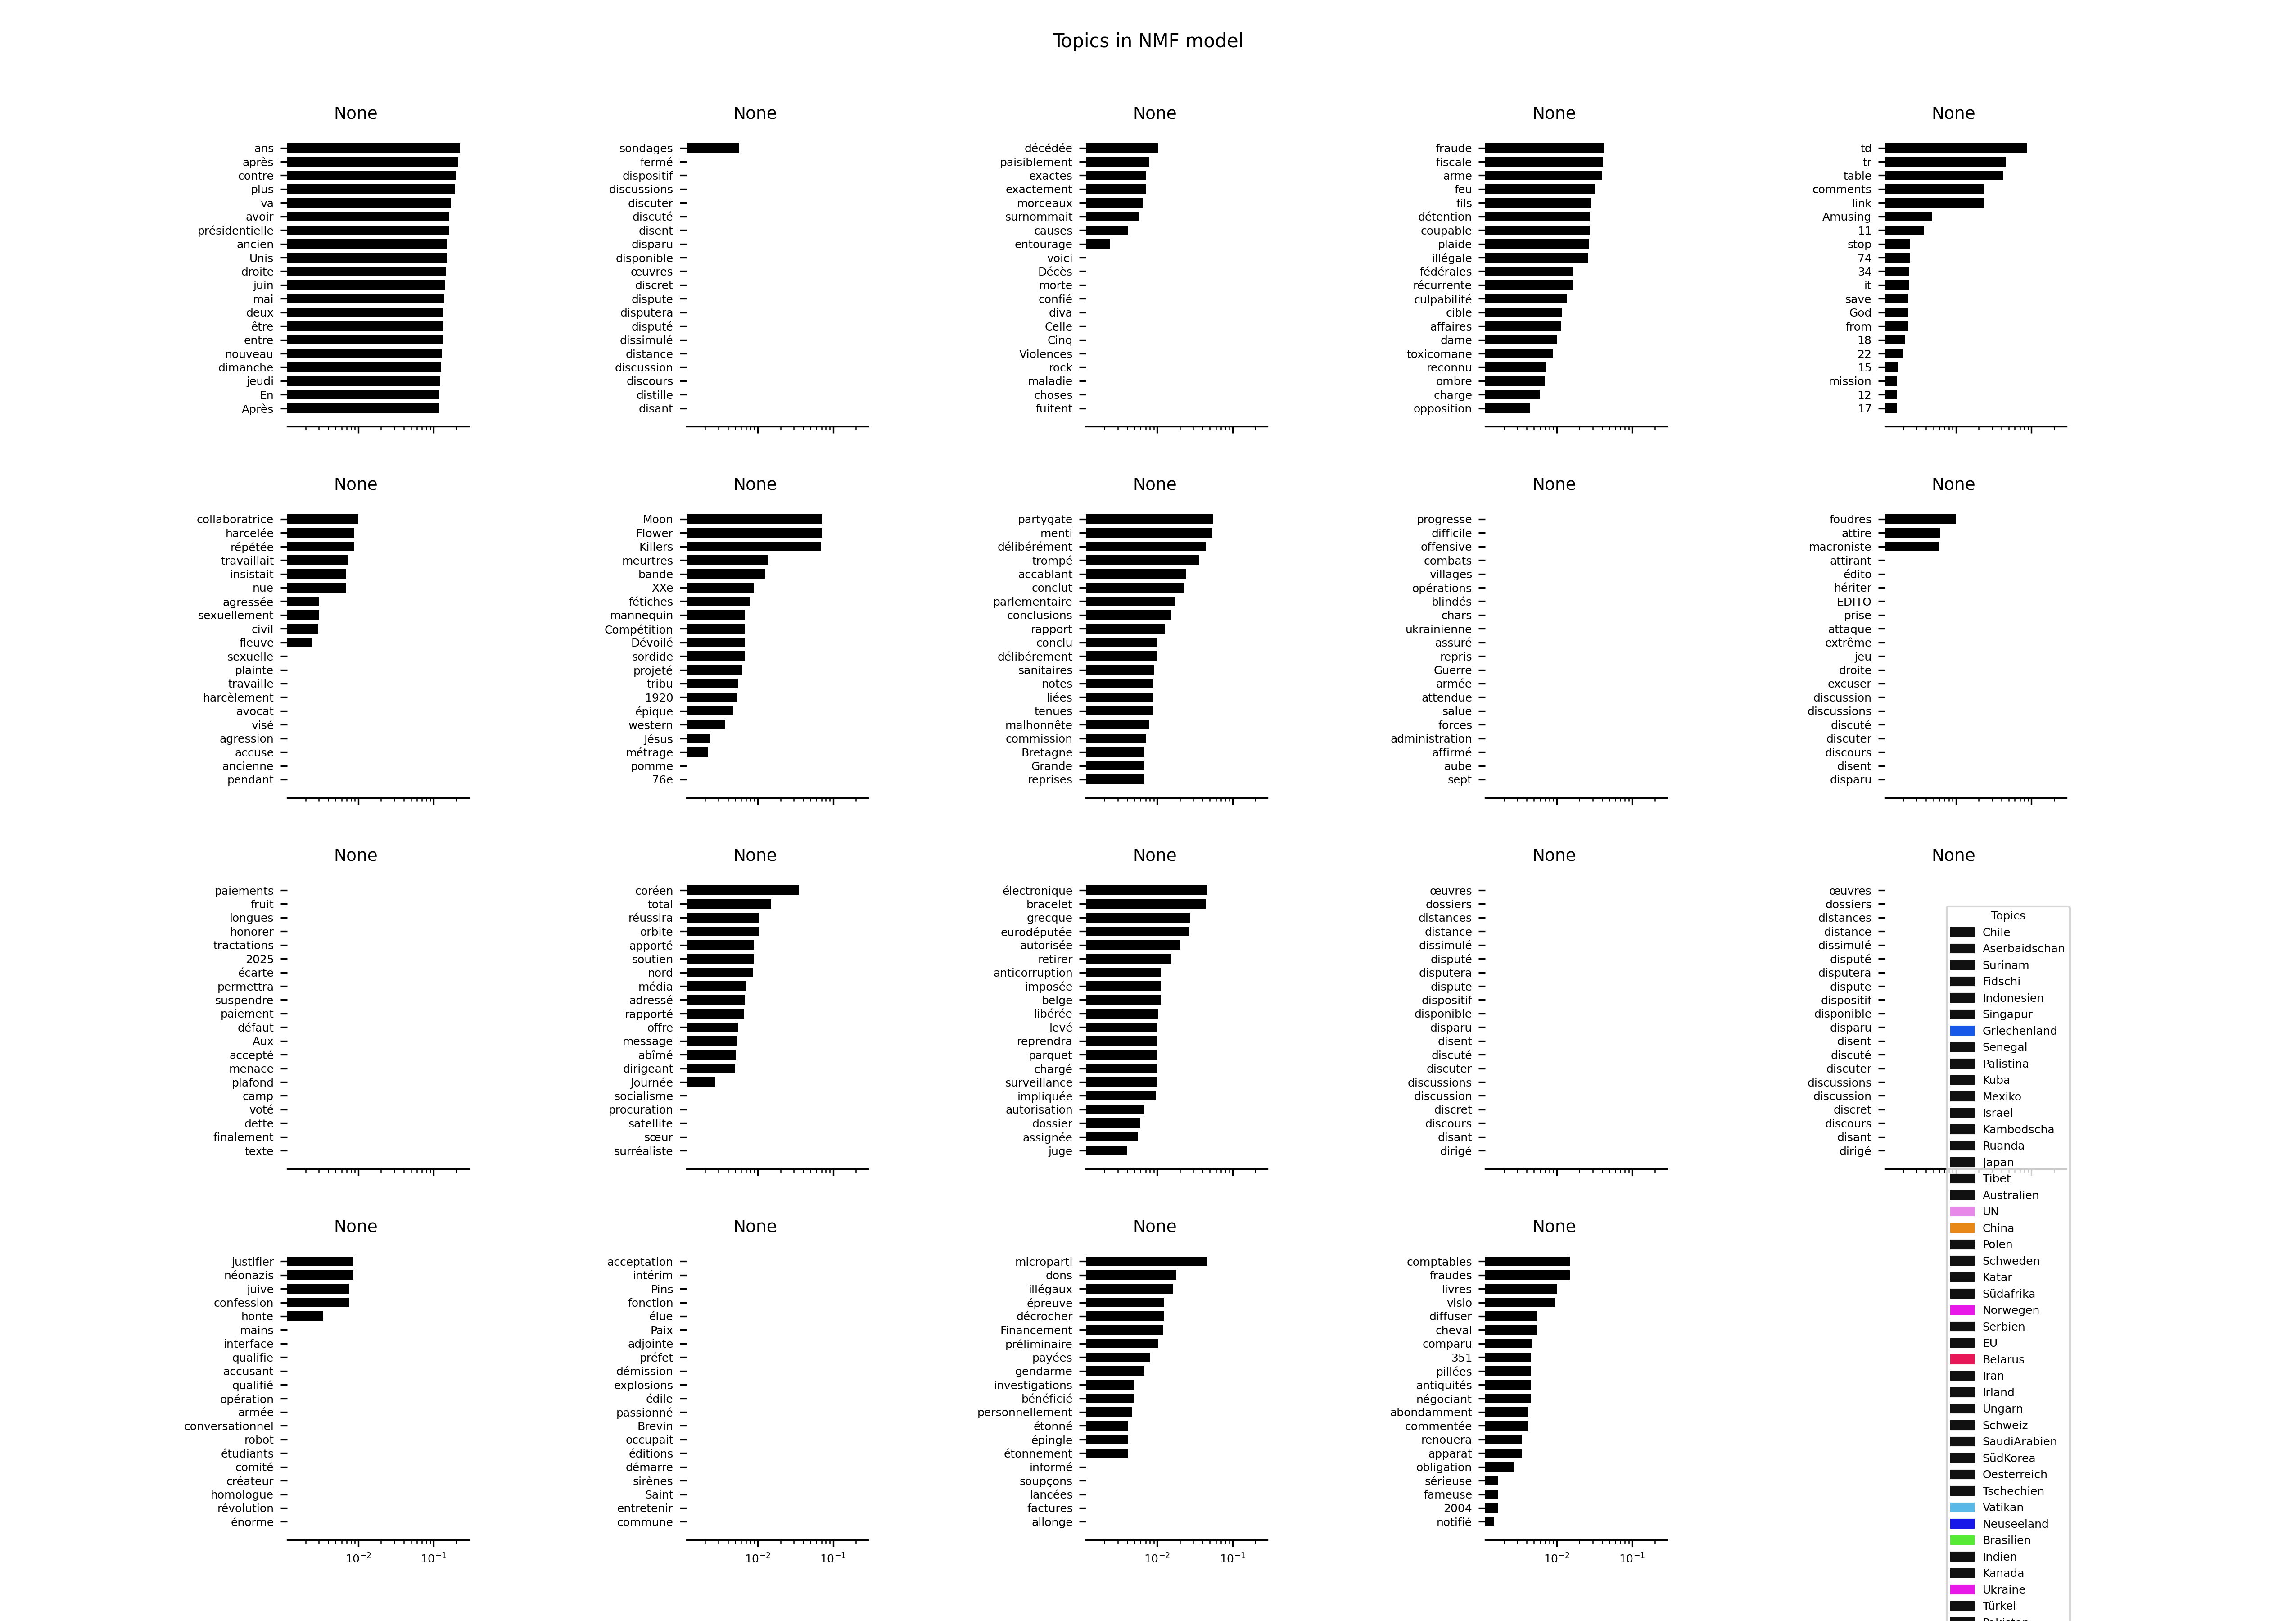 Topics in NMF model
None
ans
après
contre
plus
va
avoir
présidentielle
ancien
Unis
droite
juin
mai
deux
être
entre
nouveau
dimanche
jeudi
En
Après
None
sondages
fermé
dispositif
discussions
discuter
discuté
disent
disparu
disponible
œuvres
discret
dispute
disputera
disputé
dissimulé
distance
discussion
discours
distille
disant
None
décédée
paisiblement
exactes
exactement
morceaux
surnommait
causes
entourage
voici
Décès
morte
confié
diva
Celle
Cinq
Violences
rock
maladie
choses
fuitent
None
fraude
fiscale
arme
feu
fils
détention
coupable
plaide
illégale
fédérales
récurrente
culpabilité
cible
affaires
dame
toxicomane
reconnu
ombre
charge
opposition
None
td
tr
table
comments
link
Amusing
11
stop
74
34
it
save
God
from
18
22
15
mission
12
17
None
collaboratrice
harcelée
répétée
travaillait
insistait
nue
agressée
sexuellement
civil
fleuve
sexuelle
plainte
travaille
harcèlement
avocat
visé
agression
accuse
ancienne
pendant
None
Moon
Flower
Killers
meurtres
bande
XXe
fétiches
mannequin
Compétition
Dévoilé
sordide
projeté
tribu
1920
épique
western
Jésus
métrage
pomme
76e
None
partygate
menti
délibérément
trompé
accablant
conclut
parlementaire
conclusions
rapport
conclu
délibérement
sanitaires
notes
liées
tenues
malhonnête
commission
Bretagne
Grande
reprises
None
progresse
difficile
offensive
combats
villages
opérations
blindés
chars
ukrainienne
assuré
repris
Guerre
armée
attendue
salue
forces
administration
affirmé
aube
sept
None
foudres
attire
macroniste
attirant
édito
hériter
EDITO
prise
attaque
extrême
jeu
droite
excuser
discussion
discussions
discuté
discuter
discours
disent
disparu
None
paiements
fruit
longues
honorer
tractations
2025
écarte
permettra
suspendre
paiement
défaut
Aux
accepté
menace
plafond
camp
voté
dette
finalement
texte
None
coréen
total
réussira
orbite
apporté
soutien
nord
média
adressé
rapporté
offre
message
abîmé
dirigeant
Journée
socialisme
procuration
satellite
sœur
surréaliste
None
électronique
bracelet
grecque
eurodéputée
autorisée
retirer
anticorruption
imposée
belge
libérée
levé
reprendra
parquet
chargé
surveillance
impliquée
autorisation
dossier
assignée
juge
None
œuvres
dossiers
distances
distance
dissimulé
disputé
disputera
dispute
dispositif
disponible
disparu
disent
discuté
discuter
discussions
discussion
discret
discours
disant
dirigé
None
œuvres
dossiers
distances
distance
dissimulé
disputé
disputera
dispute
dispositif
disponible
disparu
disent
discuté
discuter
discussions
discussion
discret
discours
disant
dirigé
None
justifier
néonazis
juive
confession
honte
mains
interface
qualifie
accusant
qualifié
opération
armée
conversationnel
robot
étudiants
comité
créateur
homologue
révolution
énorme
10⁻² 10⁻¹
None
acceptation
intérim
Pins
fonction
élue
Paix
adjointe
préfet
démission
explosions
édile
passionné
Brevin
occupait
éditions
démarre
sirènes
Saint
entretenir
commune
10⁻² 10⁻¹
None
microparti
dons
illégaux
épreuve
décrocher
Financement
préliminaire
payées
gendarme
investigations
bénéficié
personnellement
étonné
épingle
étonnement
informé
soupçons
lancées
factures
allonge
10⁻² 10⁻¹
None
comptables
fraudes
livres
visio
diffuser
cheval
comparu
351
pillées
antiquités
négociant
abondamment
commentée
renouera
apparat
obligation
sérieuse
fameuse
2004
notifié
10⁻² 10⁻¹
Topics
Chile
Aserbaidschan
Surinam
Fidschi
Indonesien
Singapur
Griechenland
Senegal
Palistina
Kuba
Mexiko
Israel
Kambodscha
Ruanda
Japan
Tibet
Australien
UN
China
Polen
Schweden
Katar
Südafrika
Norwegen
Serbien
EU
Belarus
Iran
Irland
Ungarn
Schweiz
SaudiArabien
SüdKorea
Oesterreich
Tschechien
Vatikan
Neuseeland
Brasilien
Indien
Kanada
Ukraine
Türkei